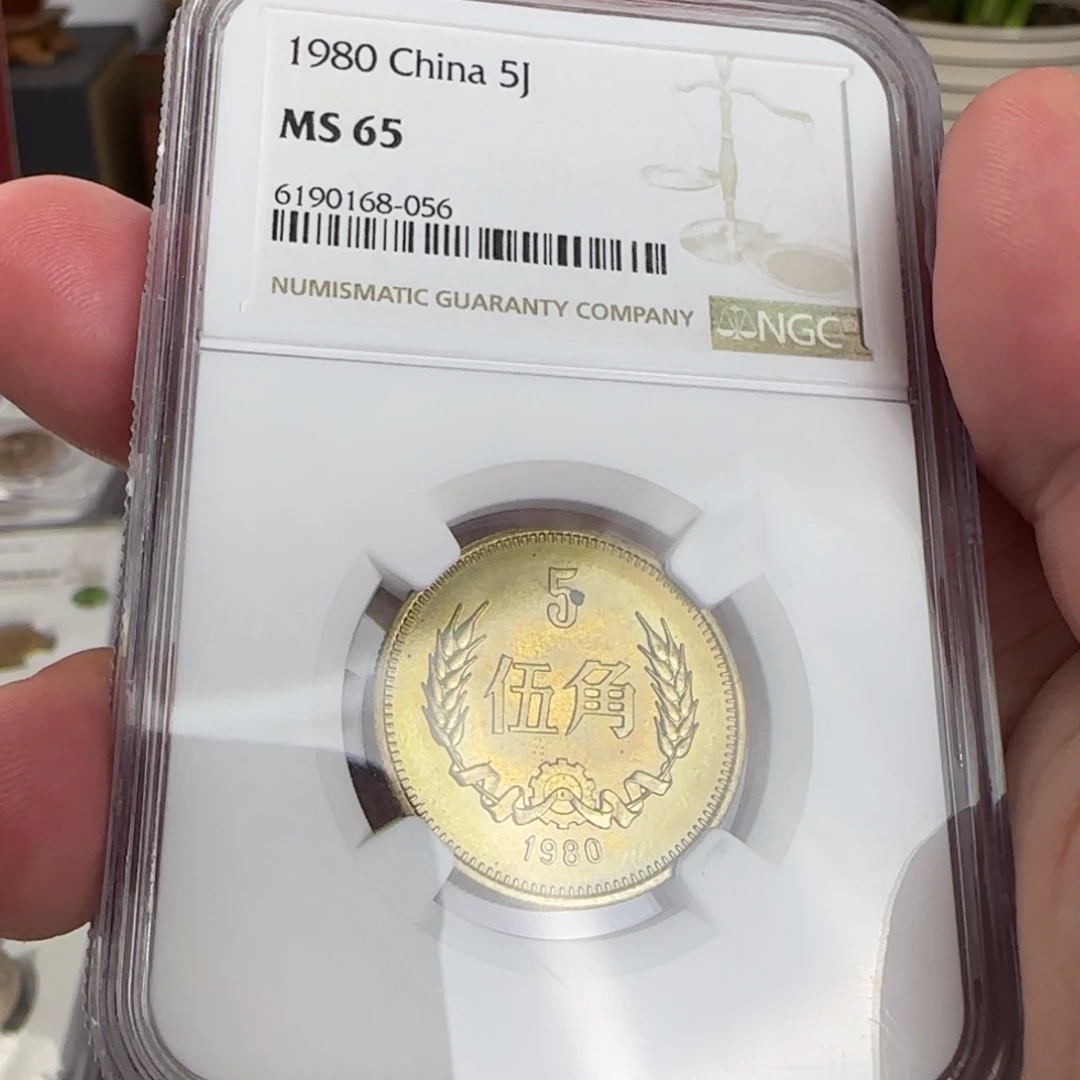 1980 China 5J
MS 65
6190168-056
NUMISMATIC GUARANTY COMPANY
NGC
5
伍角
1980